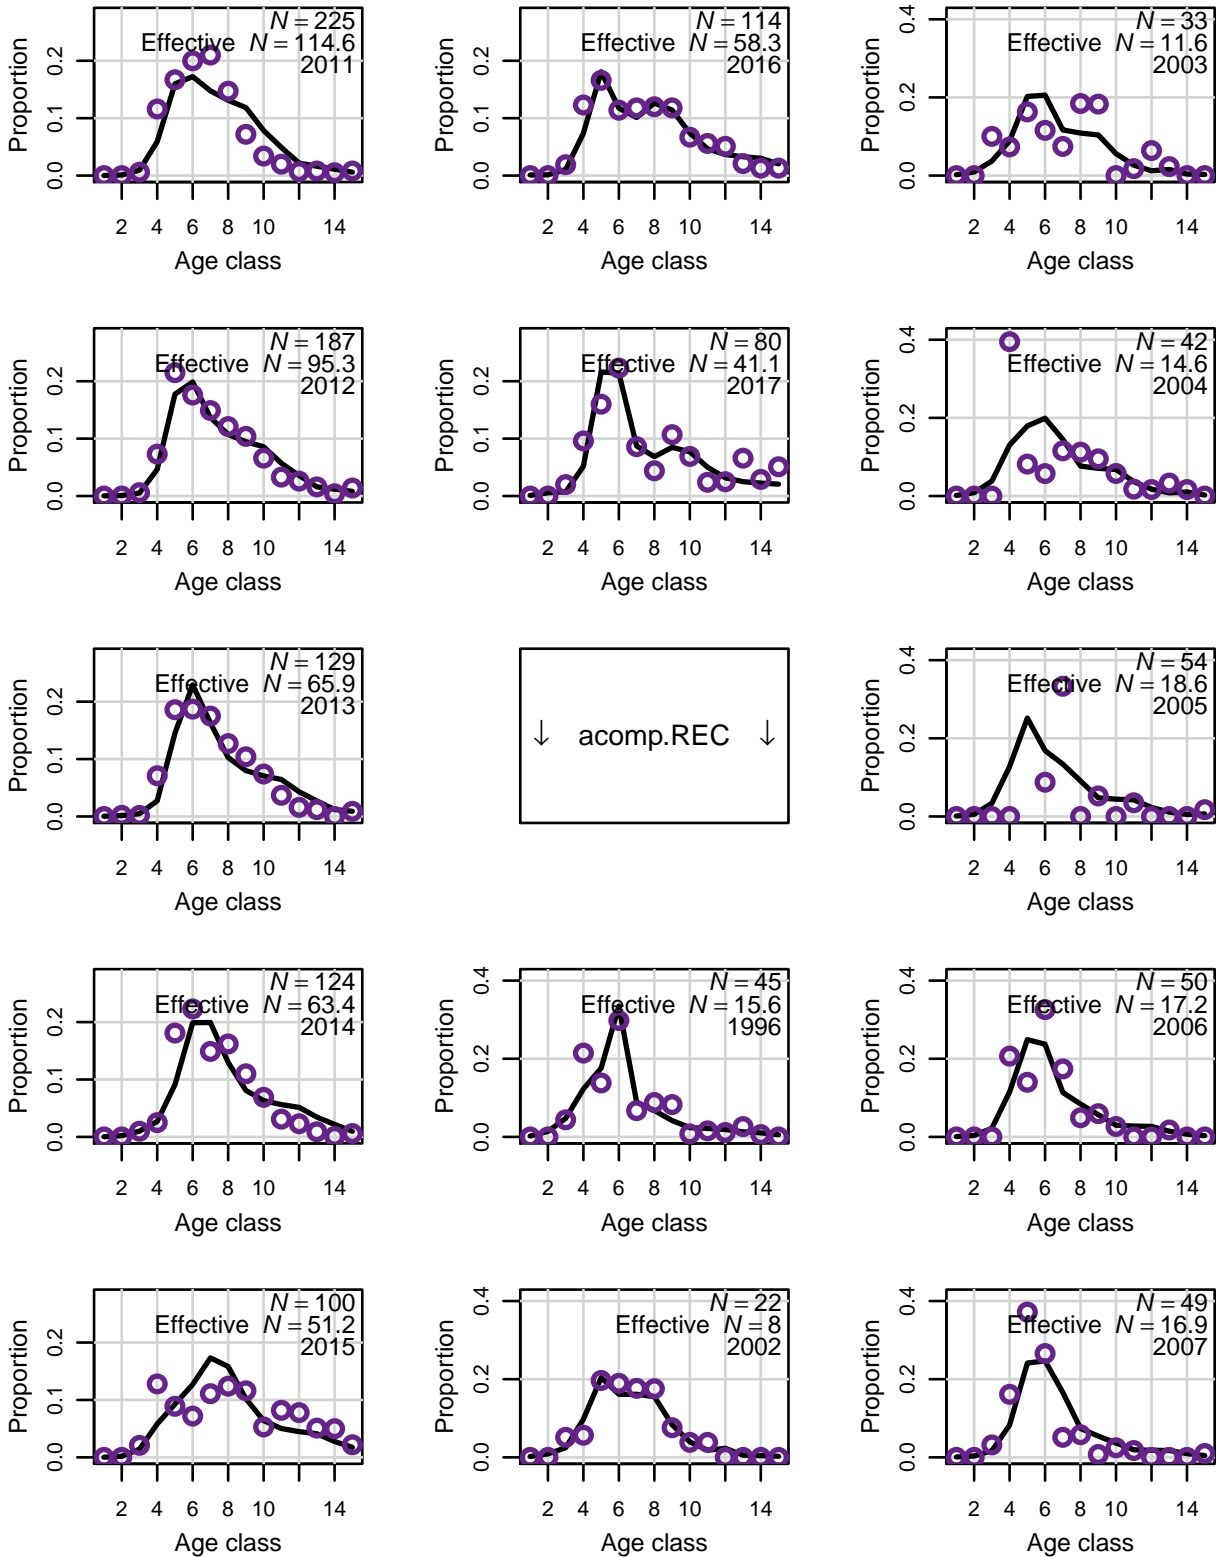 N = 225
Effective N = 114.6
2011
Proportion
0.0 0.1 0.2
2 4 6 8 10 14
Age class
N = 114
Effective N = 58.3
2016
Proportion
0.0 0.1 0.2
2 4 6 8 10 14
Age class
N = 33
Effective N = 11.6
2003
Proportion
0.0 0.2 0.4
2 4 6 8 10 14
Age class
N = 187
Effective N = 95.3
2012
Proportion
0.0 0.1 0.2
2 4 6 8 10 14
Age class
N = 80
Effective N = 41.1
2017
Proportion
0.0 0.1 0.2
2 4 6 8 10 14
Age class
N = 42
Effective N = 14.6
2004
Proportion
0.0 0.2 0.4
2 4 6 8 10 14
Age class
N = 129
Effective N = 65.9
2013
Proportion
0.0 0.1 0.2
2 4 6 8 10 14
Age class
↓ acomp.REC ↓
N = 54
Effective N = 18.6
2005
Proportion
0.0 0.2 0.4
2 4 6 8 10 14
Age class
N = 124
Effective N = 63.4
2014
Proportion
0.0 0.1 0.2
2 4 6 8 10 14
Age class
N = 45
Effective N = 15.6
1996
Proportion
0.0 0.2 0.4
2 4 6 8 10 14
Age class
N = 50
Effective N = 17.2
2006
Proportion
0.0 0.2 0.4
2 4 6 8 10 14
Age class
N = 100
Effective N = 51.2
2015
Proportion
0.0 0.1 0.2
2 4 6 8 10 14
Age class
N = 22
Effective N = 8
2002
Proportion
0.0 0.2 0.4
2 4 6 8 10 14
Age class
N = 49
Effective N = 16.9
2007
Proportion
0.0 0.2 0.4
2 4 6 8 10 14
Age class